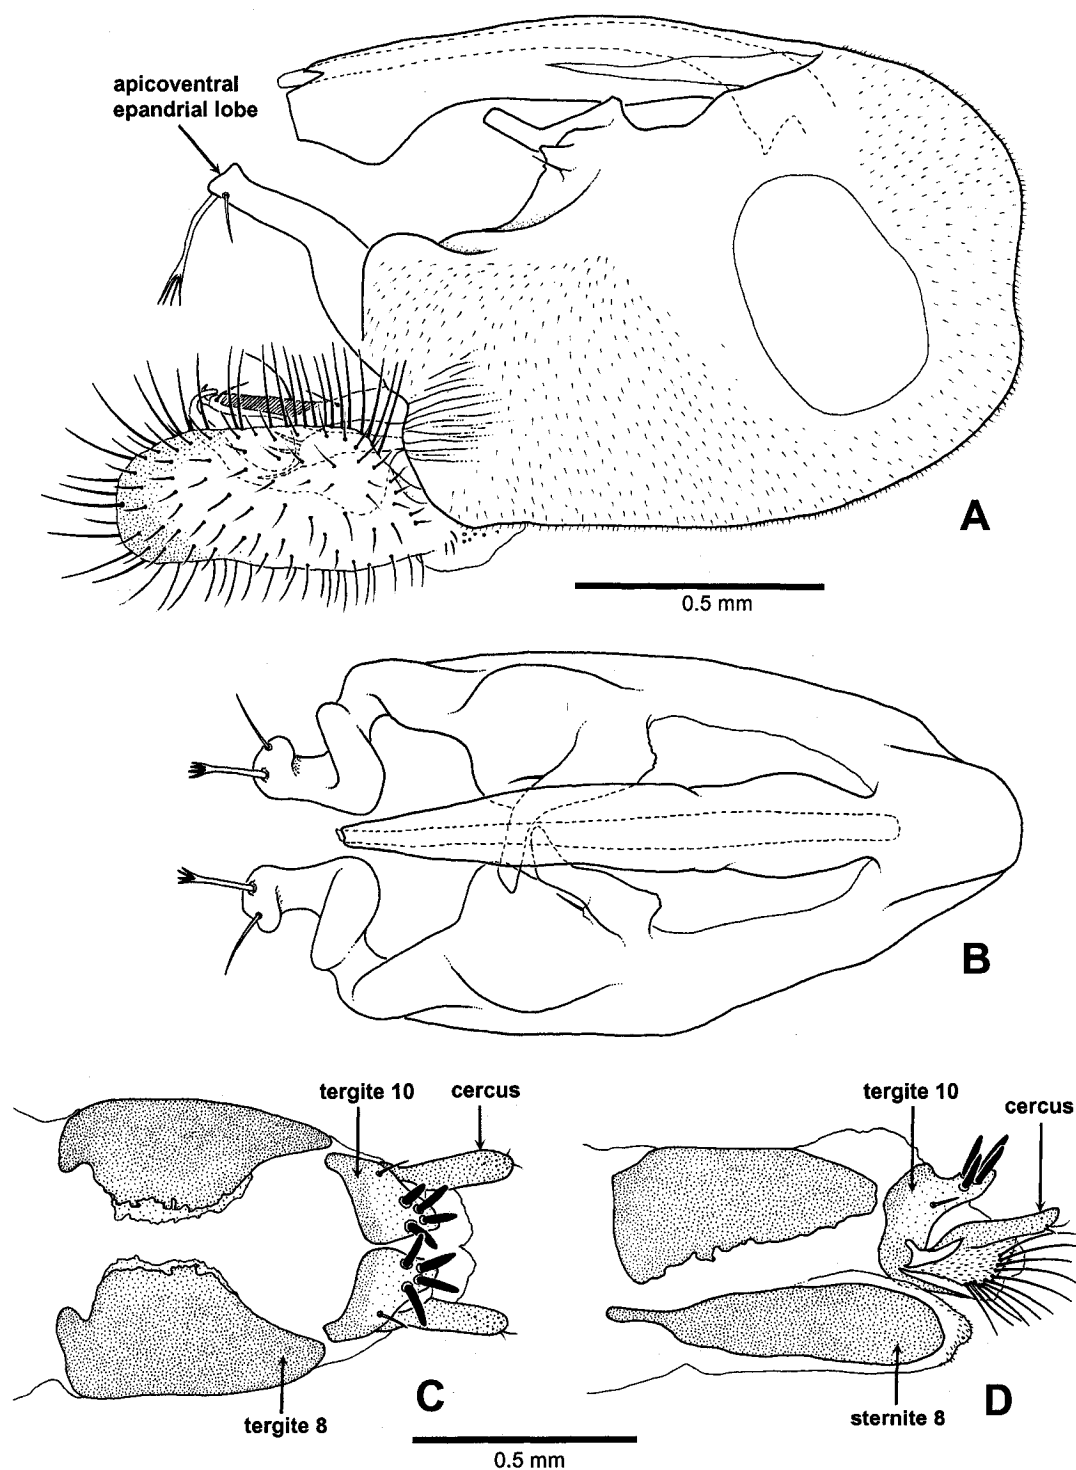 apicoventral
epandrial lobe
A
0.5 mm
B
tergite 10
cercus
tergite 10
cercus
C
D
tergite 8
sternite 8
0.5 mm